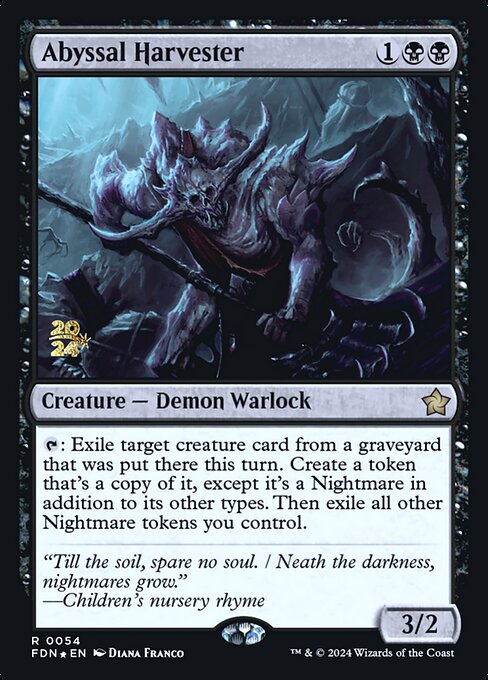 Abyssal Harvester 1
20
24
Creature — Demon Warlock
: Exile target creature card from a graveyard
that was put there this turn. Create a token
that's a copy of it, except it's a Nightmare in
addition to its other types. Then exile all other
Nightmare tokens you control.
“Till the soil, spare no soul. / Neath the darkness,
nightmares grow.”
—Children's nursery rhyme
3/2
R 0054
FDN★EN Diana Franco
™ & © 2024 Wizards of the Coast